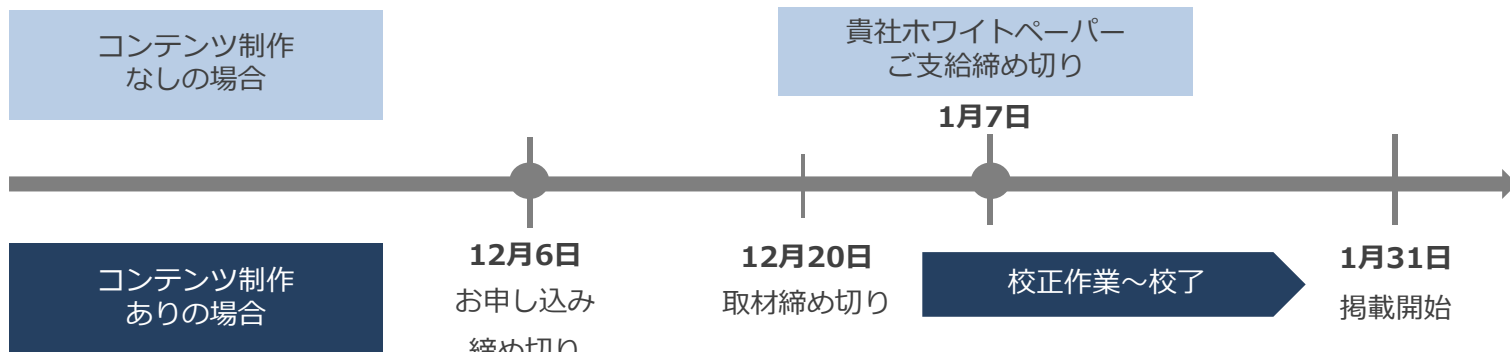 コンテンツ制作
なしの場合
貴社ホワイトペーパー
ご支給締め切り
1月7日
コンテンツ制作
ありの場合
12月6日
お申し込み
締め切り
12月20日
取材締め切り
校正作業～校了
1月31日
掲載開始